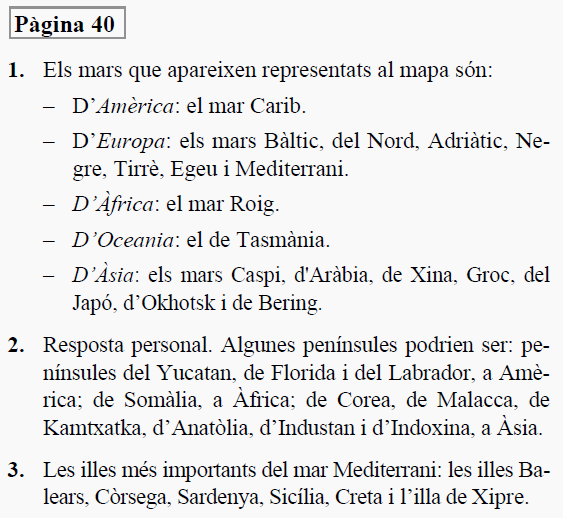 Pàgina 40
1. Els mars que apareixen representats al mapa són:
– D’Amèrica: el mar Carib.
– D’Europa: els mars Bàltic, del Nord, Adriàtic, Ne-
gre, Tirrè, Egeu i Mediterrani.
– D’Àfrica: el mar Roig.
– D’Oceania: el de Tasmània.
– D’Àsia: els mars Caspi, d'Aràbia, de Xina, Groc, del
Japó, d’Okhotsk i de Bering.
2. Resposta personal. Algunes penínsules podrien ser: pe-
nínsules del Yucatan, de Florida i del Labrador, a Amè-
rica; de Somàlia, a Àfrica; de Corea, de Malacca, de
Kamtxatka, d’Anatòlia, d’Industan i d’Indoxina, a Àsia.
3. Les illes més importants del mar Mediterrani: les illes Ba-
lears, Còrsega, Sardenya, Sicília, Creta i l’illa de Xipre.